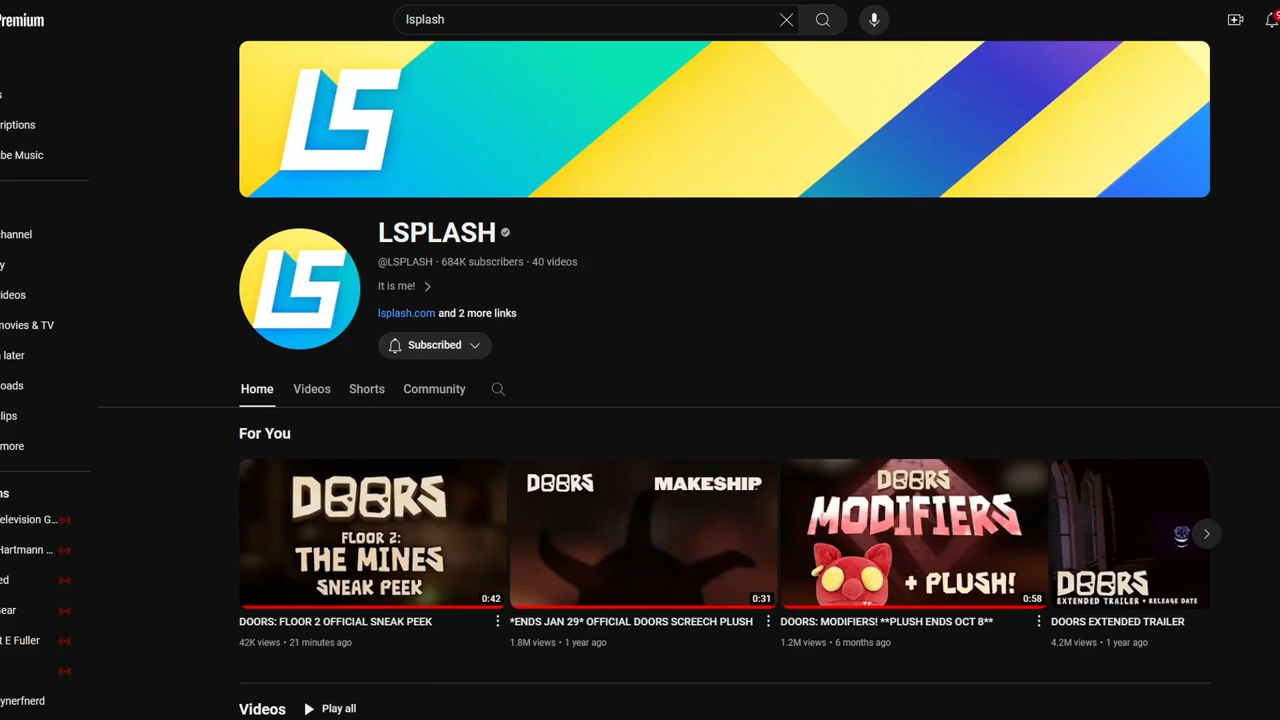 Premium
lsplash
9
s
riptions
be Music
hannel
y
ideos
movies & TV
later
oads
lips
more
ns
elevision G...
Hartmann ...
ed
ear
t E Fuller
ynerfnerd
LS
LS
LSPLASH
@LSPLASH · 684K subscribers · 40 videos
It is me!
lsplash.com and 2 more links
Subscribed
Home Videos Shorts Community
For You
DOORS
FLOOR 2:
THE MINES
SNEAK PEEK
0:42
DOORS MAKESHIP
0:31
DOORS
MODIFIERS
+ PLUSH!
0:58
DOORS
EXTENDED TRAILER + RELEASE DATE
DOORS: FLOOR 2 OFFICIAL SNEAK PEEK
42K views · 21 minutes ago
*ENDS JAN 29* OFFICIAL DOORS SCREECH PLUSH
1.8M views · 1 year ago
DOORS: MODIFIERS! **PLUSH ENDS OCT 8**
1.2M views · 6 months ago
DOORS EXTENDED TRAILER
4.2M views · 1 year ago
Videos Play all